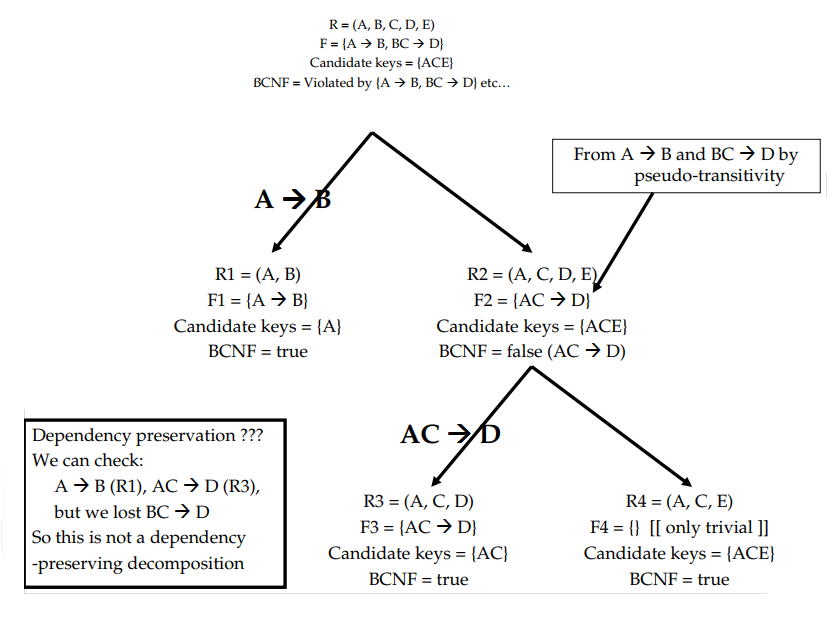 R = (A, B, C, D, E)
F = {A → B, BC → D}
Candidate keys = {ACE}
BCNF = Violated by {A → B, BC → D} etc…
From A → B and BC → D by
pseudo-transitivity
A → B
R1 = (A, B)
F1 = {A → B}
Candidate keys = {A}
BCNF = true
R2 = (A, C, D, E)
F2 = {AC → D}
Candidate keys = {ACE}
BCNF = false (AC → D)
Dependency preservation ???
We can check:
A → B (R1), AC → D (R3),
but we lost BC → D
So this is not a dependency
-preserving decomposition
AC → D
R3 = (A, C, D)
F3 = {AC → D}
Candidate keys = {AC}
BCNF = true
R4 = (A, C, E)
F4 = {} [[ only trivial ]]
Candidate keys = {ACE}
BCNF = true